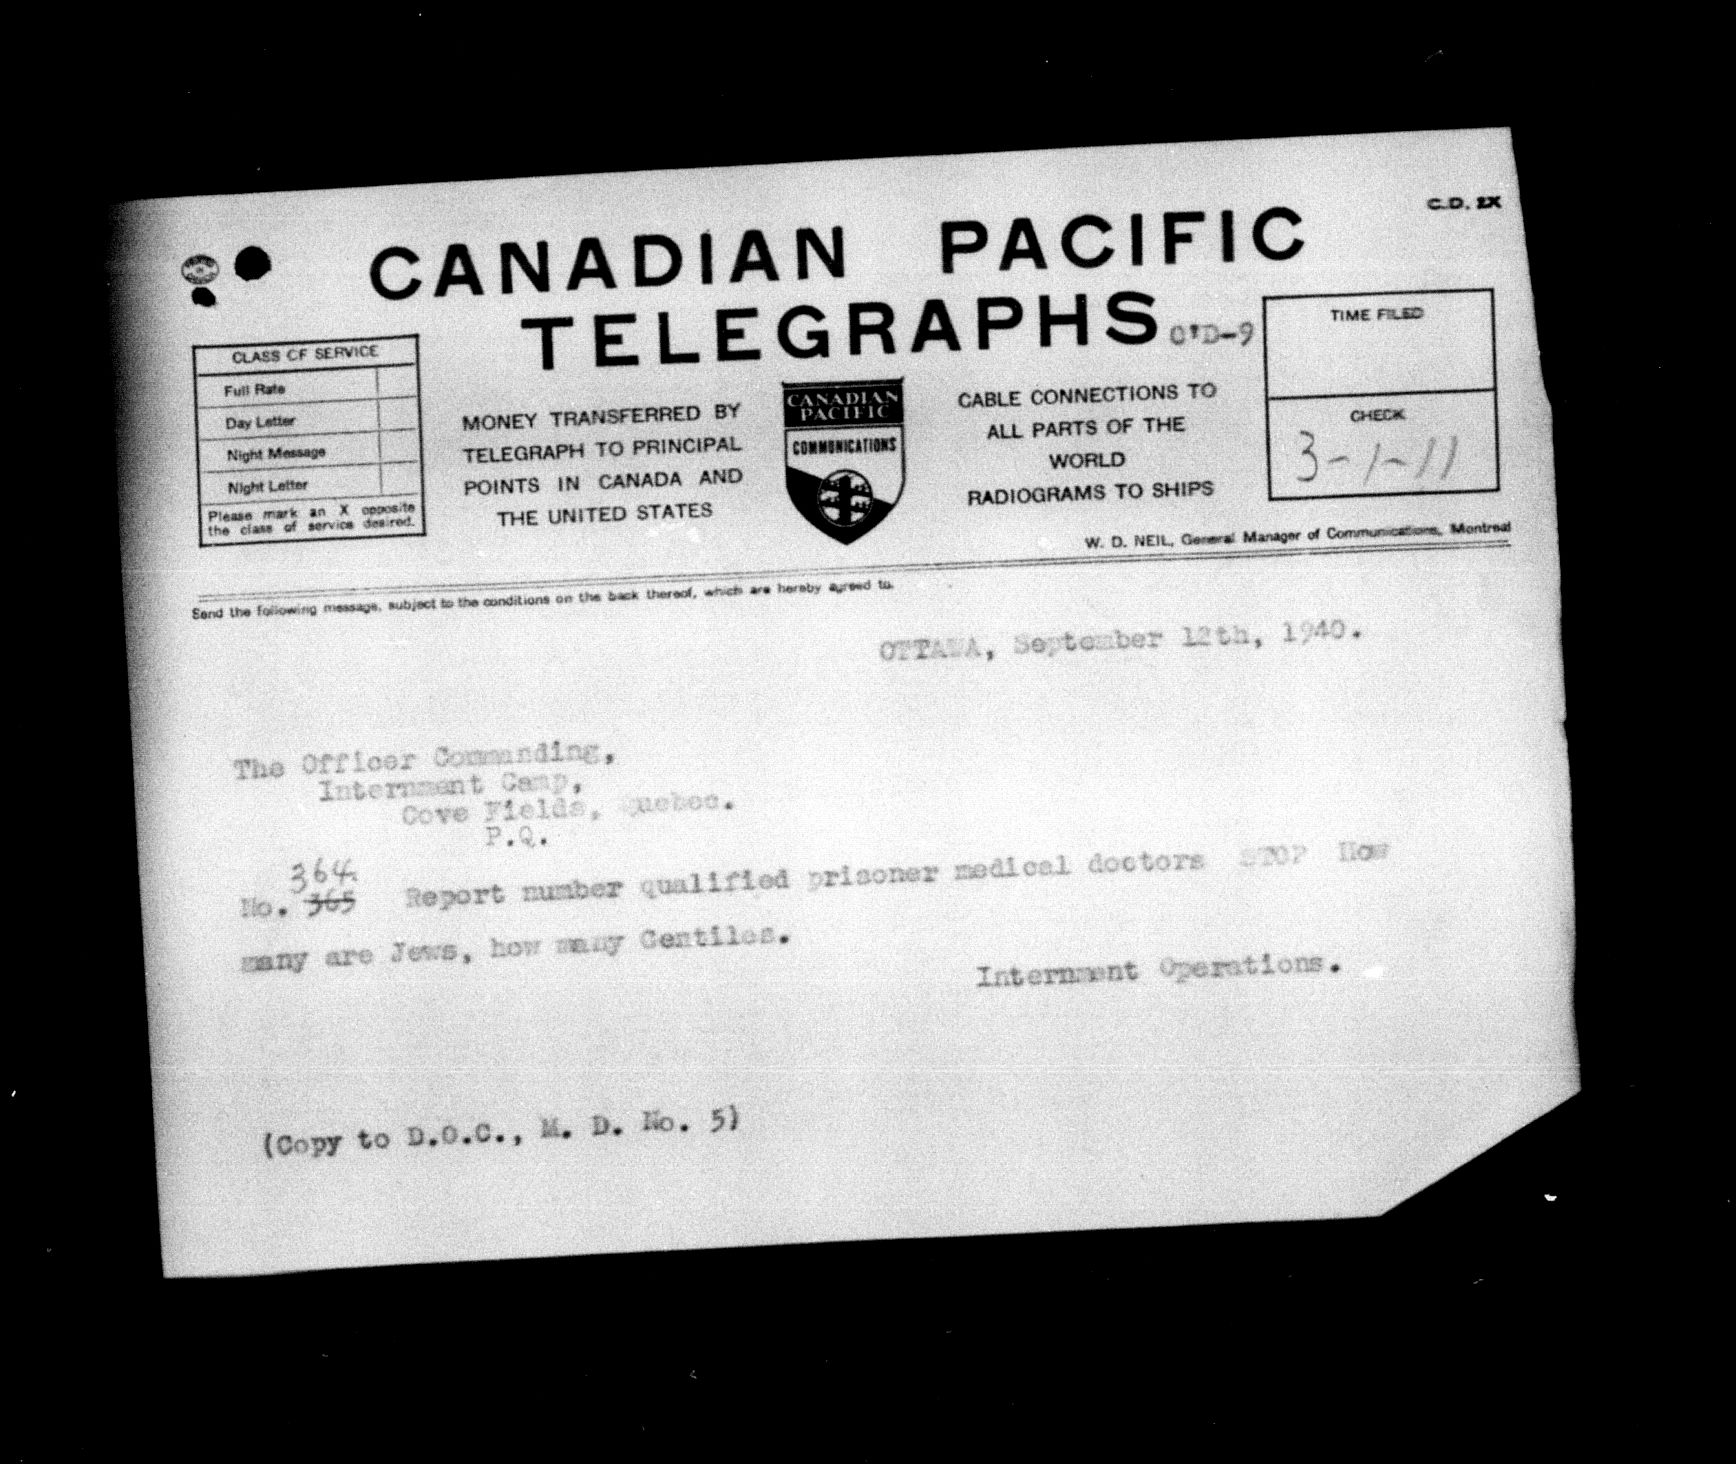 C.D. 2X
CANADIAN PACIFIC
TELEGRAPHS
O'D-9
CLASS OF SERVICE
Full Rate
Day Letter
Night Message
Night Letter
Please mark an X opposite
the class of service desired.
MONEY TRANSFERRED BY
TELEGRAPH TO PRINCIPAL
POINTS IN CANADA AND
THE UNITED STATES
CANADIAN
PACIFIC
COMMUNICATIONS
CABLE CONNECTIONS TO
ALL PARTS OF THE
WORLD
RADIOGRAMS TO SHIPS
TIME FILED
CHECK
3-1-11
W. D. NEIL, General Manager of Communications, Montreal
Send the following message, subject to the conditions on the back thereof, which are hereby agreed to.
OTTAWA, September 12th, 1940.
The Officer Commanding,
Internment Camp,
Cove Fields, Quebec.
P.Q.
364.
No. 365 Report number qualified prisoner medical doctors STOP How
many are Jews, how many Gentiles.
Internment Operations.
(Copy to D.O.C., M. D. No. 5)